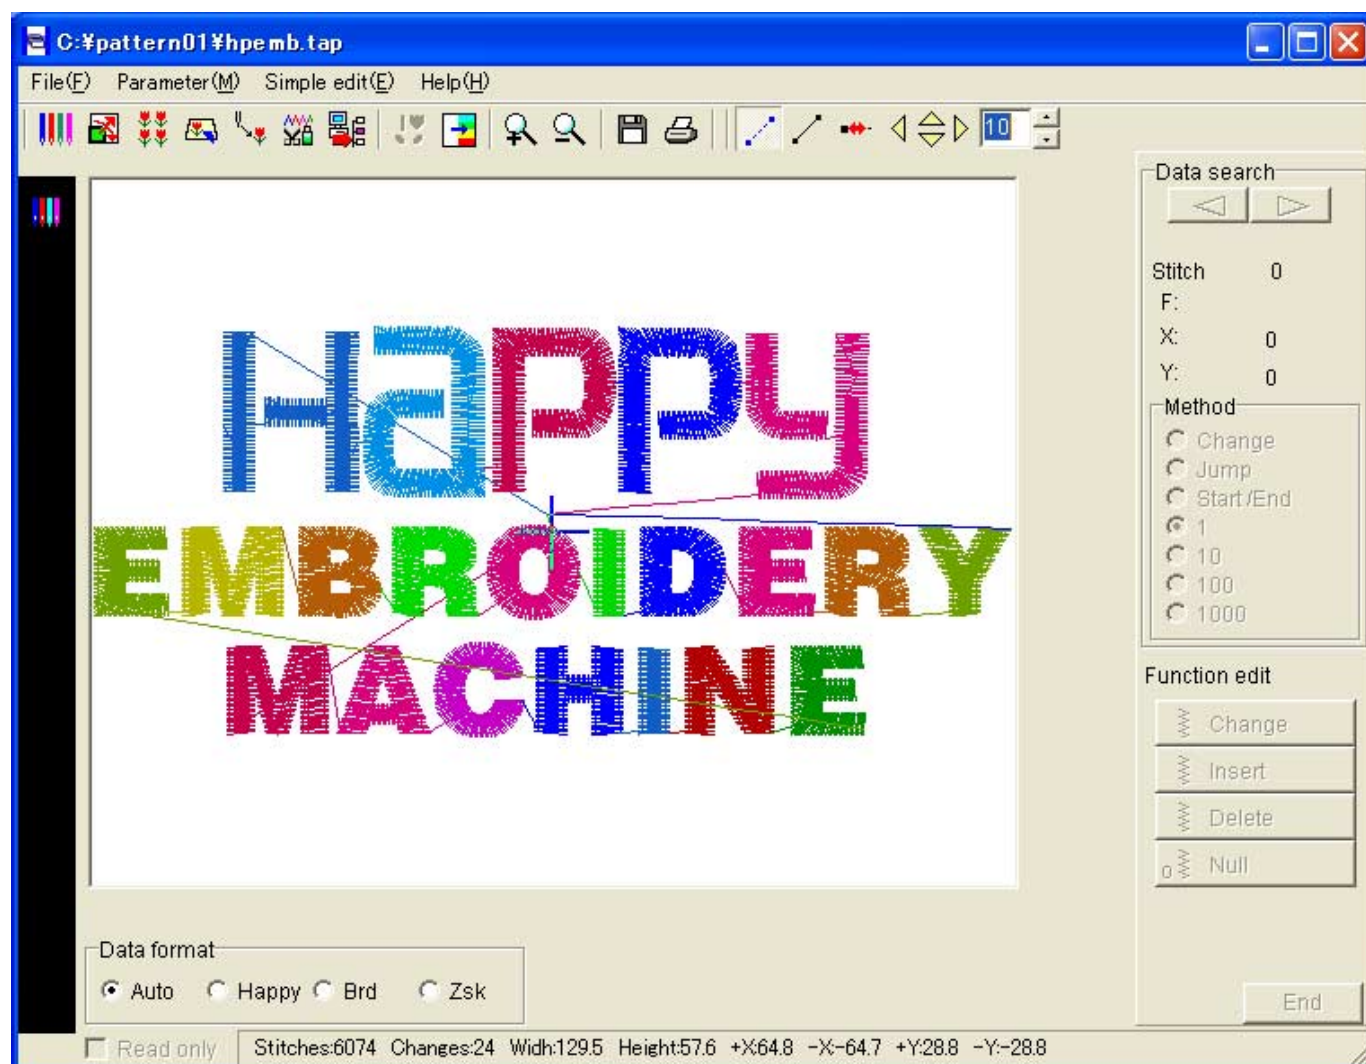 C:¥pattern01¥hpemb.tap
File(F) Parameter(M) Simple edit(E) Help(H)
10
Data search
Stitch 0
F:
X: 0
Y: 0
Method
Change
Jump
Start/End
1
10
100
1000
Happy
EMBROIDERY
MACHINE
Function edit
Change
Insert
Delete
0 Null
Data format
Auto Happy Brd Zsk
End
Read only Stitches:6074 Changes:24 Widh:129.5 Height:57.6 +X:64.8 -X:-64.7 +Y:28.8 -Y:-28.8